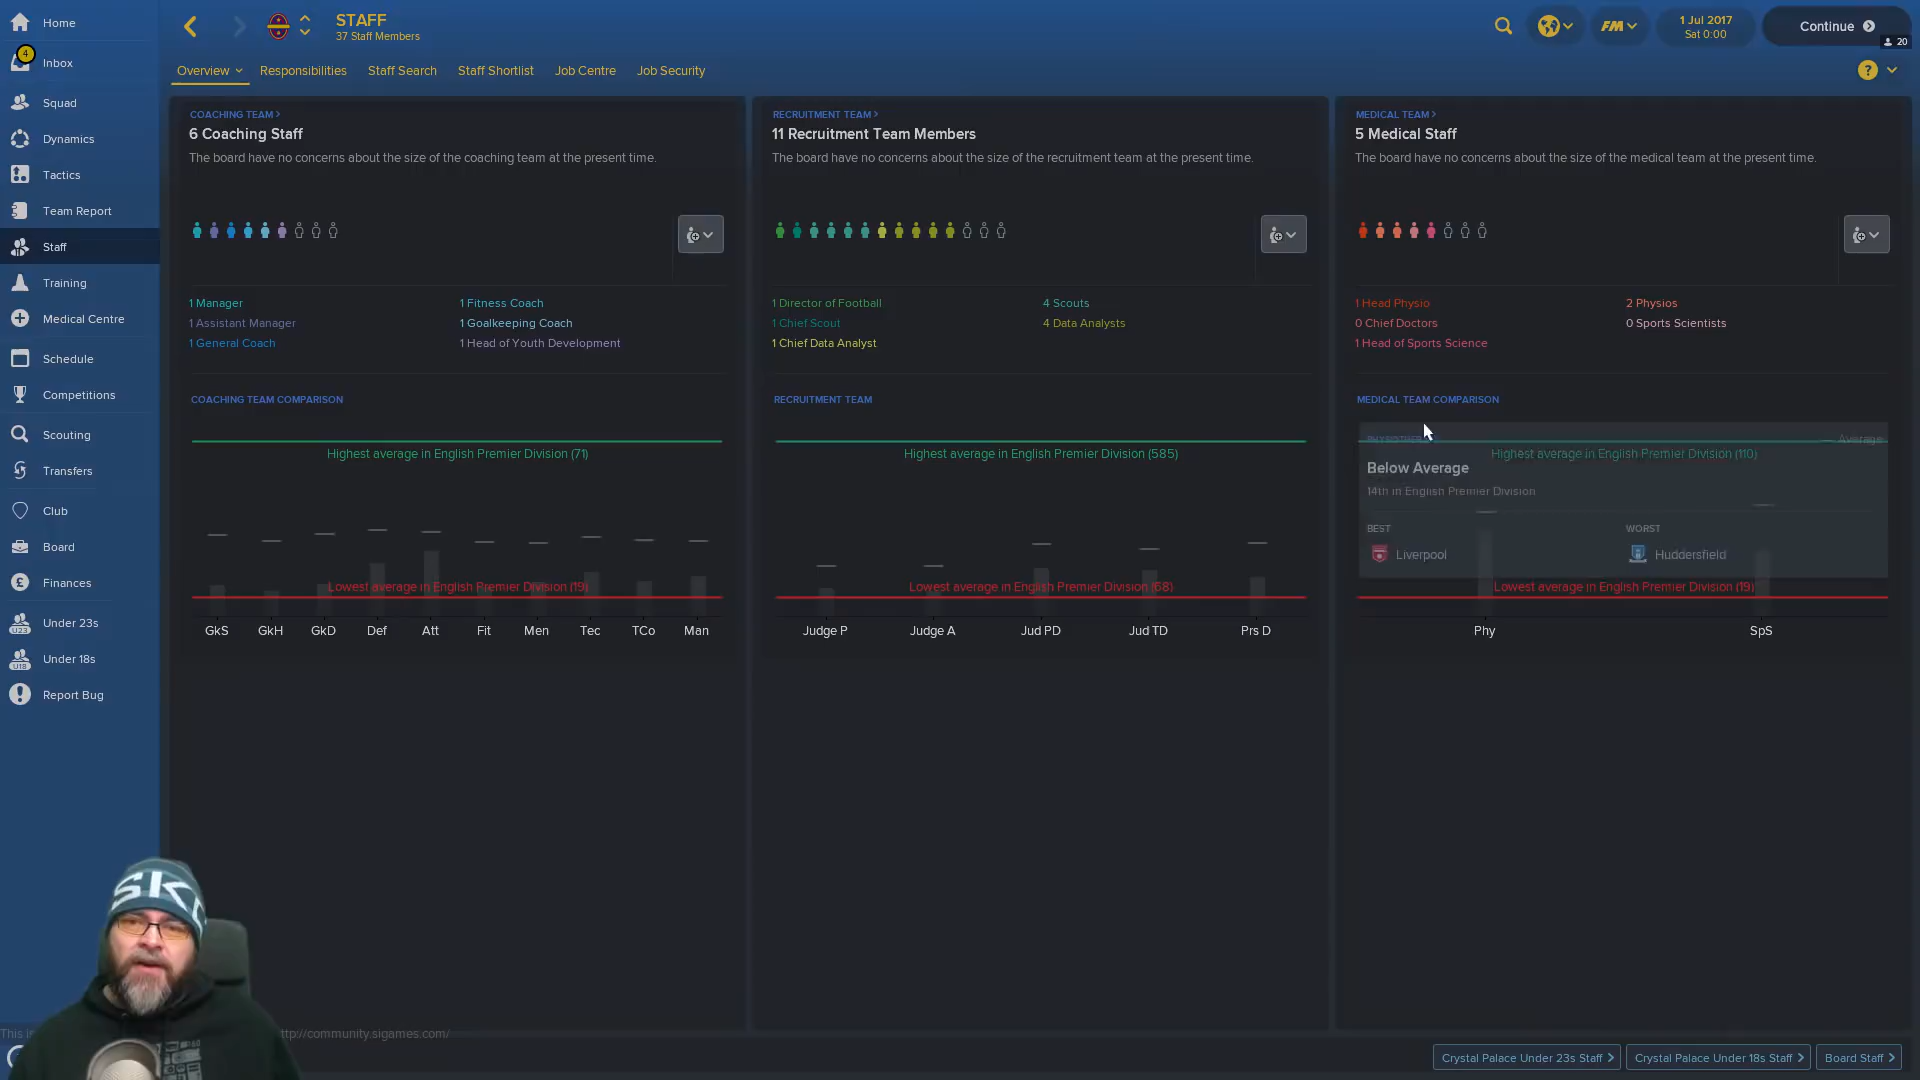 Home
4
Inbox
Squad
Dynamics
Tactics
Team Report
Staff
Training
Medical Centre
Schedule
Competitions
Scouting
Transfers
Club
Board
Finances
U23
Under 23s
U18
Under 18s
Report Bug
STAFF
37 Staff Members
FM
1 Jul 2017
Sat 0:00
Continue
20
Overview
Responsibilities
Staff Search
Staff Shortlist
Job Centre
Job Security
?
COACHING TEAM >
6 Coaching Staff
The board have no concerns about the size of the coaching team at the present time.
1 Manager
1 Fitness Coach
1 Assistant Manager
1 Goalkeeping Coach
1 General Coach
1 Head of Youth Development
COACHING TEAM COMPARISON
Highest average in English Premier Division (71)
Lowest average in English Premier Division (19)
GkS GkH GkD Def Att Fit Men Tec TCo Man
RECRUITMENT TEAM >
11 Recruitment Team Members
The board have no concerns about the size of the recruitment team at the present time.
1 Director of Football
4 Scouts
1 Chief Scout
4 Data Analysts
1 Chief Data Analyst
RECRUITMENT TEAM
Highest average in English Premier Division (585)
Lowest average in English Premier Division (68)
Judge P Judge A Jud PD Jud TD Prs D
MEDICAL TEAM >
5 Medical Staff
The board have no concerns about the size of the medical team at the present time.
1 Head Physio
2 Physios
0 Chief Doctors
0 Sports Scientists
1 Head of Sports Science
MEDICAL TEAM COMPARISON
Average
Highest average in English Premier Division (110)
Below Average
14th in English Premier Division
BEST
WORST
Liverpool
Huddersfield
Lowest average in English Premier Division (19)
Phy SpS
SK
This i
ttp://community.sigames.com/
Crystal Palace Under 23s Staff >
Crystal Palace Under 18s Staff >
Board Staff >